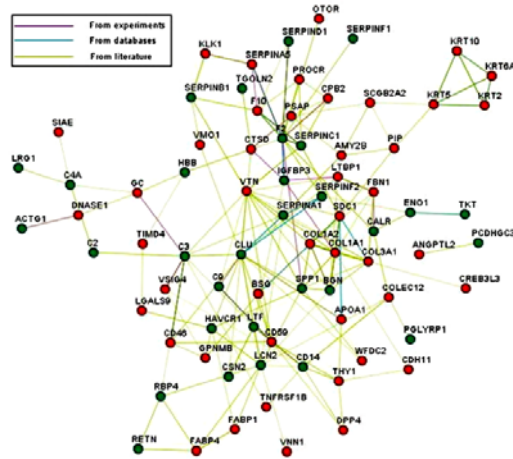 From experiments
From databases
From literature
OTOR
SERPIND1
SERPINF1
KLK1
SERPINA5
TGOLN2
PROCR
KRT10
KRT6A
SERPINB1
F10
CPB2
PSAP
SCGB2A2
KRT5
KRT2
F2
SIAE
VMO1
CTSD
SERPINC1
AMY2B
PIP
LRG1
C4A
HBB
IGFBP3
LTBP1
GC
VTN
SERPINF2
FBN1
DNASE1
SERPINA1
SDC1
ENO1
TKT
ACTG1
CALR
C2
TIMD4
C3
CLU
COL1A2
COL1A1
COL3A1
ANGPTL2
PCDHGC3
VSIG4
C9
BSG
SPP1
BGN
COLEC12
CREB3L3
LGALS9
HAVCR1
LTF
APOA1
CD46
CD59
PGLYRP1
GPNMB
LCN2
CD14
WFDC2
CDH11
RBP4
CSN2
THY1
TNFRSF1B
FABP1
DPP4
RETN
FABP4
VNN1